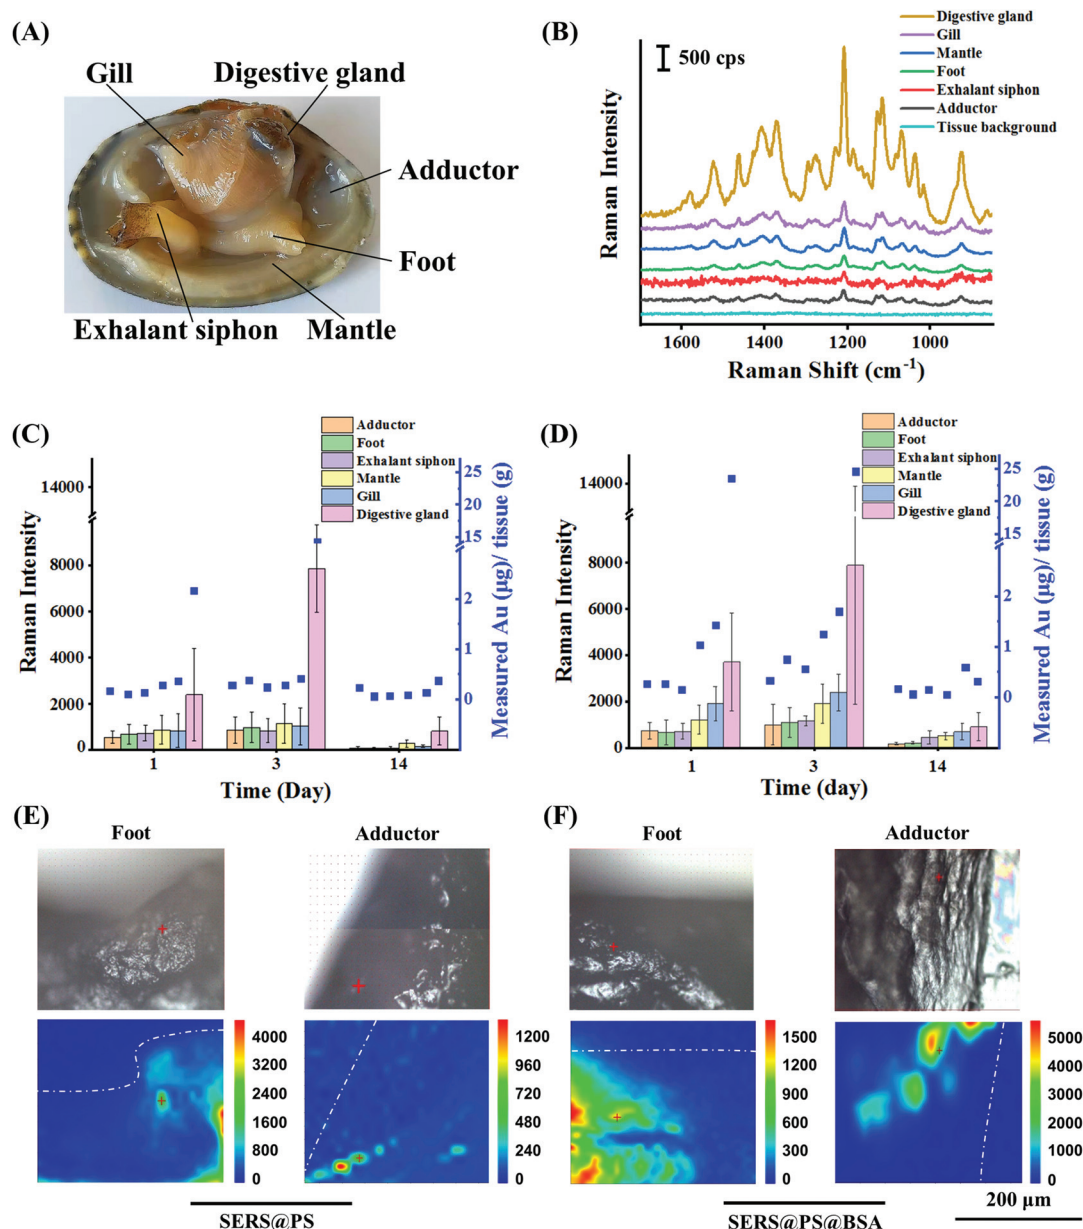 (A)
Gill
Digestive gland
Adductor
Foot
Exhalant siphon
Mantle
(B)
500 cps
Digestive gland
Gill
Mantle
Foot
Exhalant siphon
Adductor
Tissue background
Raman Intensity
1600
1400
1200
1000
Raman Shift (cm⁻¹)
(C)
Adductor
Foot
Exhalant siphon
Mantle
Gill
Digestive gland
Raman Intensity
14000
8000
6000
4000
2000
0
25
20
15
2
1
0
Measured Au (μg)/ tissue (g)
1
3
14
Time (Day)
(D)
Adductor
Foot
Exhalant siphon
Mantle
Gill
Digestive gland
Raman Intensity
14000
8000
6000
4000
2000
0
25
20
15
2
1
0
Measured Au (μg)/ tissue (g)
1
3
14
Time (day)
(E)
Foot
Adductor
4000
3200
2400
1600
800
0
1200
960
720
480
240
0
SERS@PS
(F)
Foot
Adductor
1500
1200
900
600
300
0
5000
4000
3000
2000
1000
0
SERS@PS@BSA
200 μm